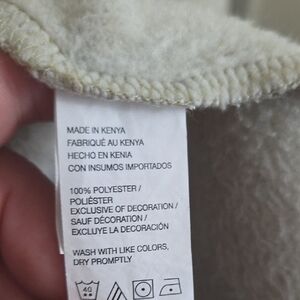 MADE IN KENYA
FABRIQUÉ AU KENYA
HECHO EN KENIA
CON INSUMOS IMPORTADOS
100% POLYESTER /
POLIÉSTER
EXCLUSIVE OF DECORATION /
SAUF DÉCORATION /
EXCLUYE LA DECORACIÓN
WASH WITH LIKE COLORS,
DRY PROMPTLY
40